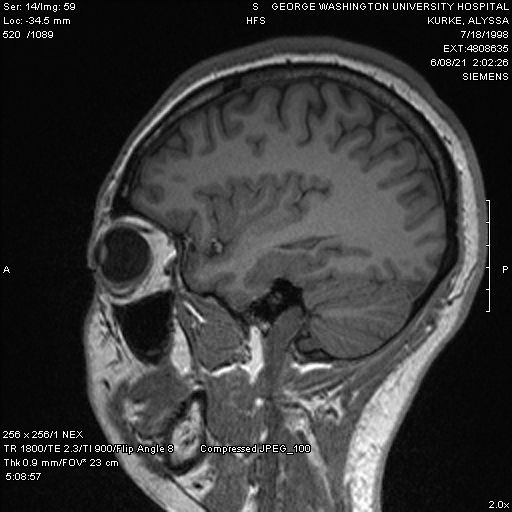 Ser: 14/Img: 59
Loc: -34.5 mm
520 /1089
S GEORGE WASHINGTON UNIVERSITY HOSPITAL
HFS KURKE, ALYSSA
7/18/1998
EXT:4808635
6/08/21 2:02:26
SIEMENS
A
P
256 x 256/1 NEX
TR 1800/TE 2.3/TI 900/Flip Angle 8 Compressed JPEG_100
Thk 0.9 mm/FOV* 23 cm
5:08:57
2.0x